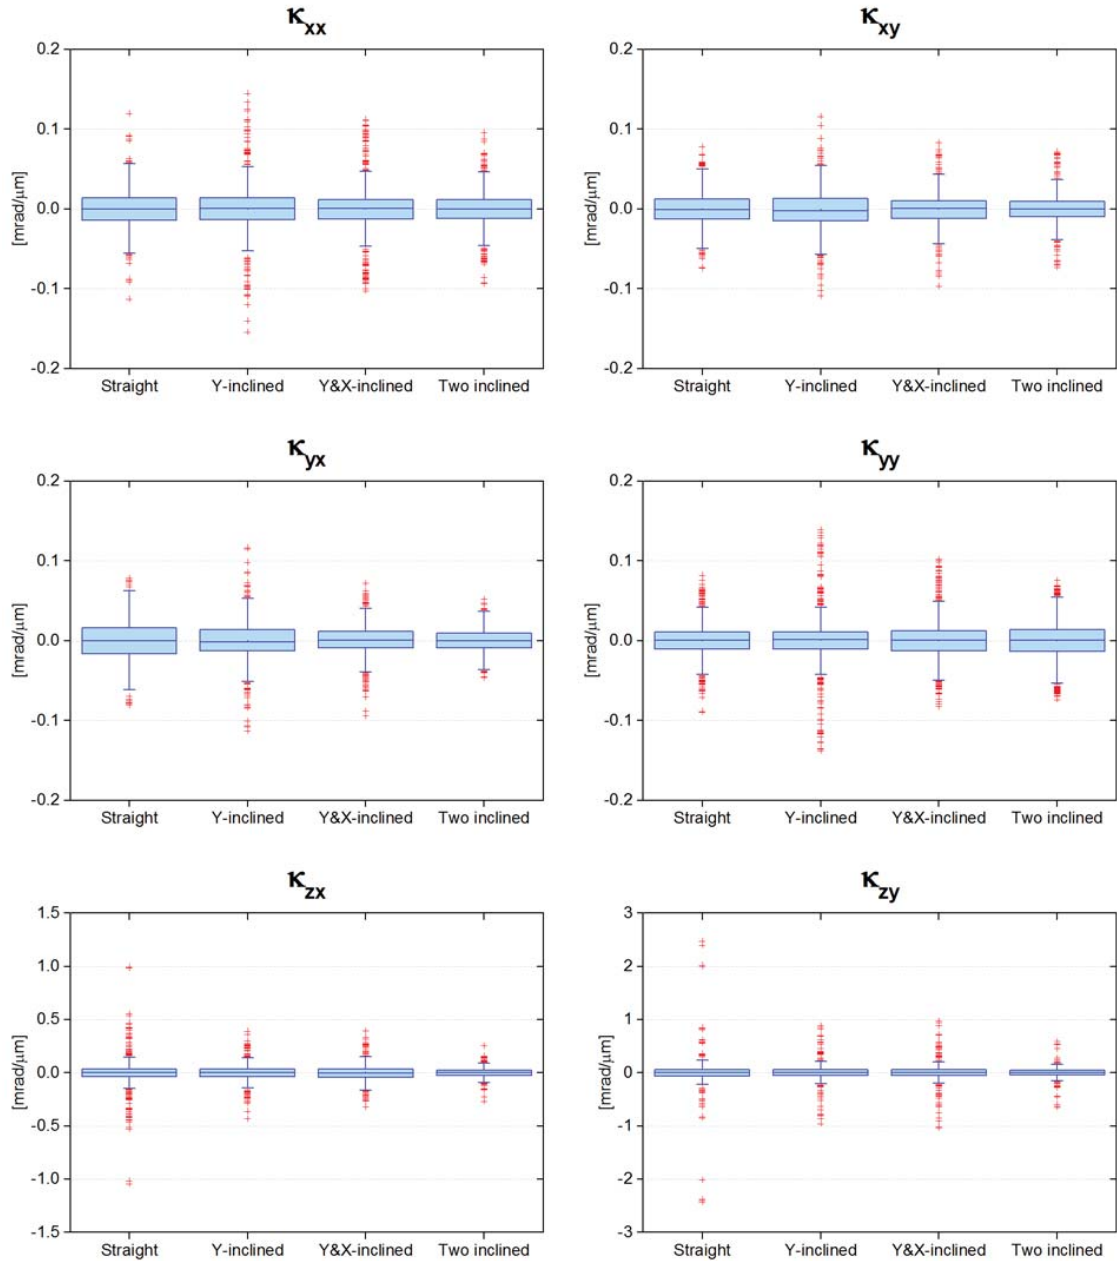 κxx
κxy
0.2
0.1
0.0
-0.1
-0.2
[mrad/μm]
Straight Y-inclined Y&X-inclined Two inclined
0.2
0.1
0.0
-0.1
-0.2
[mrad/μm]
Straight Y-inclined Y&X-inclined Two inclined
κyx
κyy
0.2
0.1
0.0
-0.1
-0.2
[mrad/μm]
Straight Y-inclined Y&X-inclined Two inclined
0.2
0.1
0.0
-0.1
-0.2
[mrad/μm]
Straight Y-inclined Y&X-inclined Two inclined
κzx
κzy
1.5
1.0
0.5
0.0
-0.5
-1.0
-1.5
[mrad/μm]
Straight Y-inclined Y&X-inclined Two inclined
3
2
1
0
-1
-2
-3
[mrad/μm]
Straight Y-inclined Y&X-inclined Two inclined